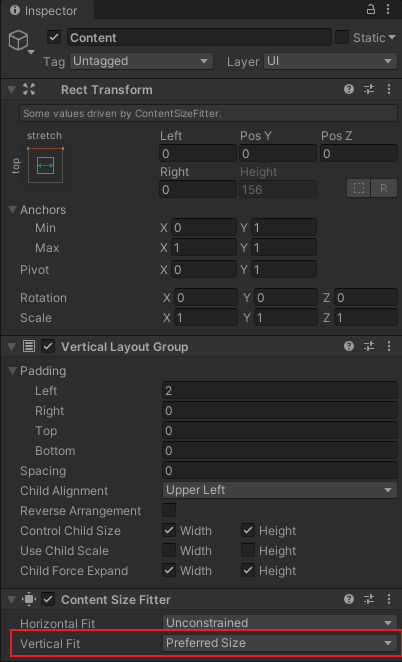 Inspector
Content
Static
Tag Untagged Layer UI
Rect Transform
Some values driven by ContentSizeFitter.
stretch
top
Left Pos Y Pos Z
0 0 0
Right Height
0 156 R
Anchors
Min X 0 Y 1
Max X 1 Y 1
Pivot X 0 Y 1
Rotation X 0 Y 0 Z 0
Scale X 1 Y 1 Z 1
Vertical Layout Group
Padding
Left 2
Right 0
Top 0
Bottom 0
Spacing 0
Child Alignment Upper Left
Reverse Arrangement
Control Child Size Width Height
Use Child Scale Width Height
Child Force Expand Width Height
Content Size Fitter
Horizontal Fit Unconstrained
Vertical Fit Preferred Size